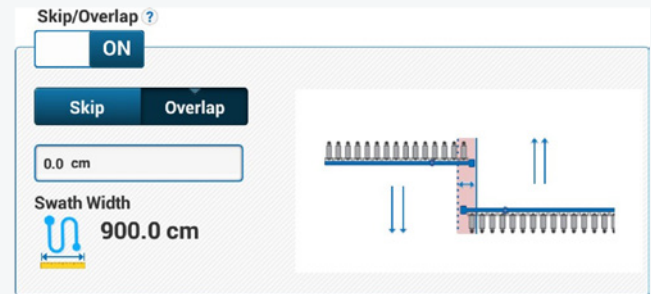 Skip/Overlap ?
ON
Skip Overlap
0.0 cm
Swath Width
900.0 cm